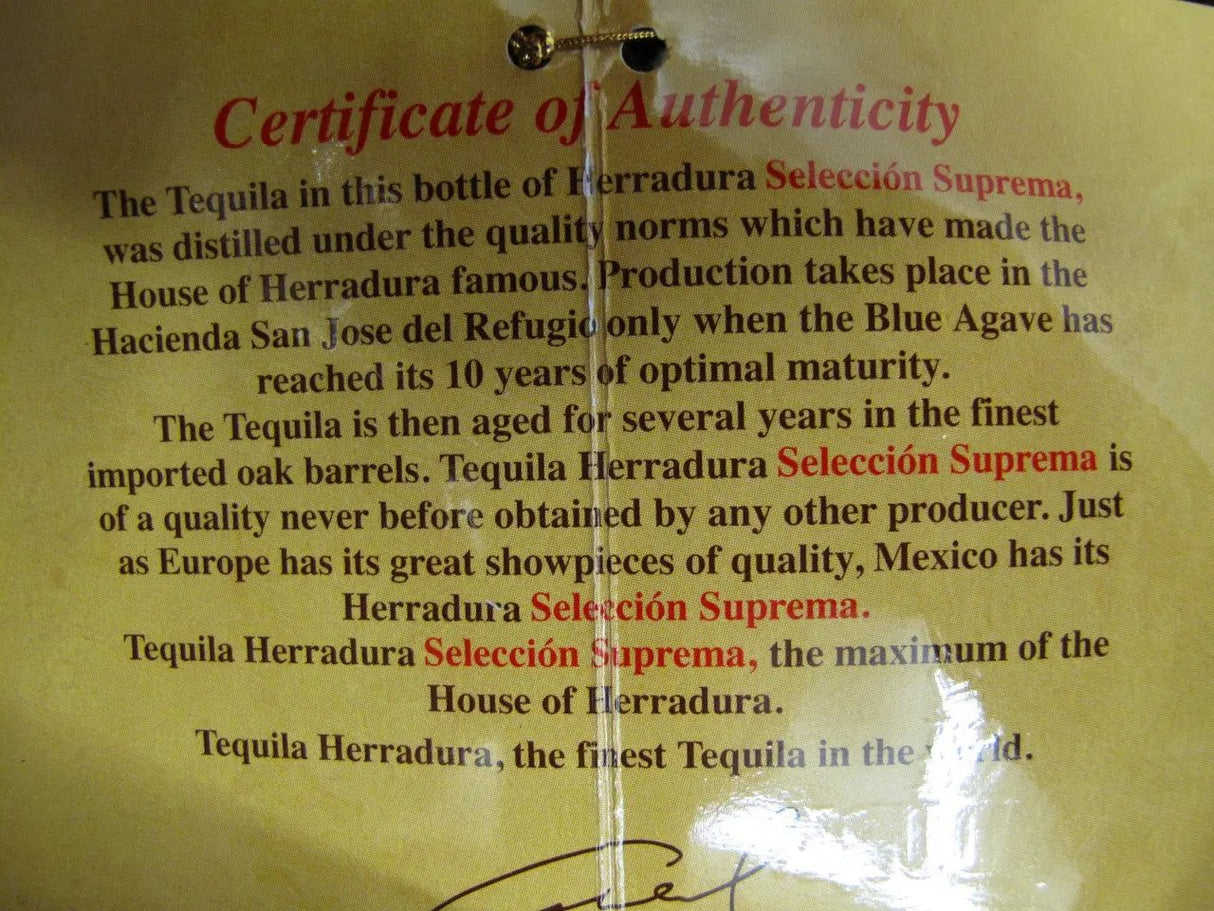 Certificate of Authenticity
The Tequila in this bottle of Herradura Selección Suprema,
was distilled under the quality norms which have made the
House of Herradura famous. Production takes place in the
Hacienda San Jose del Refugio only when the Blue Agave has
reached its 10 years of optimal maturity.
The Tequila is then aged for several years in the finest
imported oak barrels. Tequila Herradura Selección Suprema is
of a quality never before obtained by any other producer. Just
as Europe has its great showpieces of quality, Mexico has its
Herradura Selección Suprema.
Tequila Herradura Selección Suprema, the maximum of the
House of Herradura.
Tequila Herradura, the finest Tequila in the world.